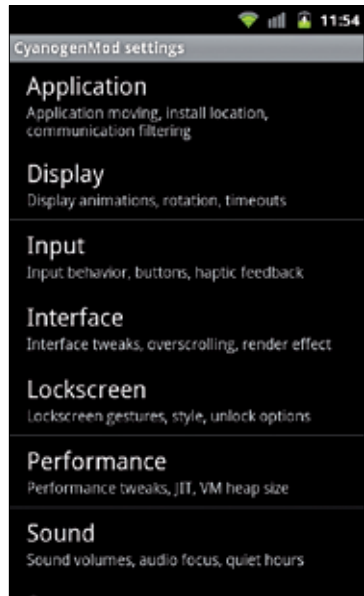 11:54
CyanogenMod settings
Application
Application moving, install location,
communication filtering
Display
Display animations, rotation, timeouts
Input
Input behavior, buttons, haptic feedback
Interface
Interface tweaks, overscrolling, render effect
Lockscreen
Lockscreen gestures, style, unlock options
Performance
Performance tweaks, JIT, VM heap size
Sound
Sound volumes, audio focus, quiet hours